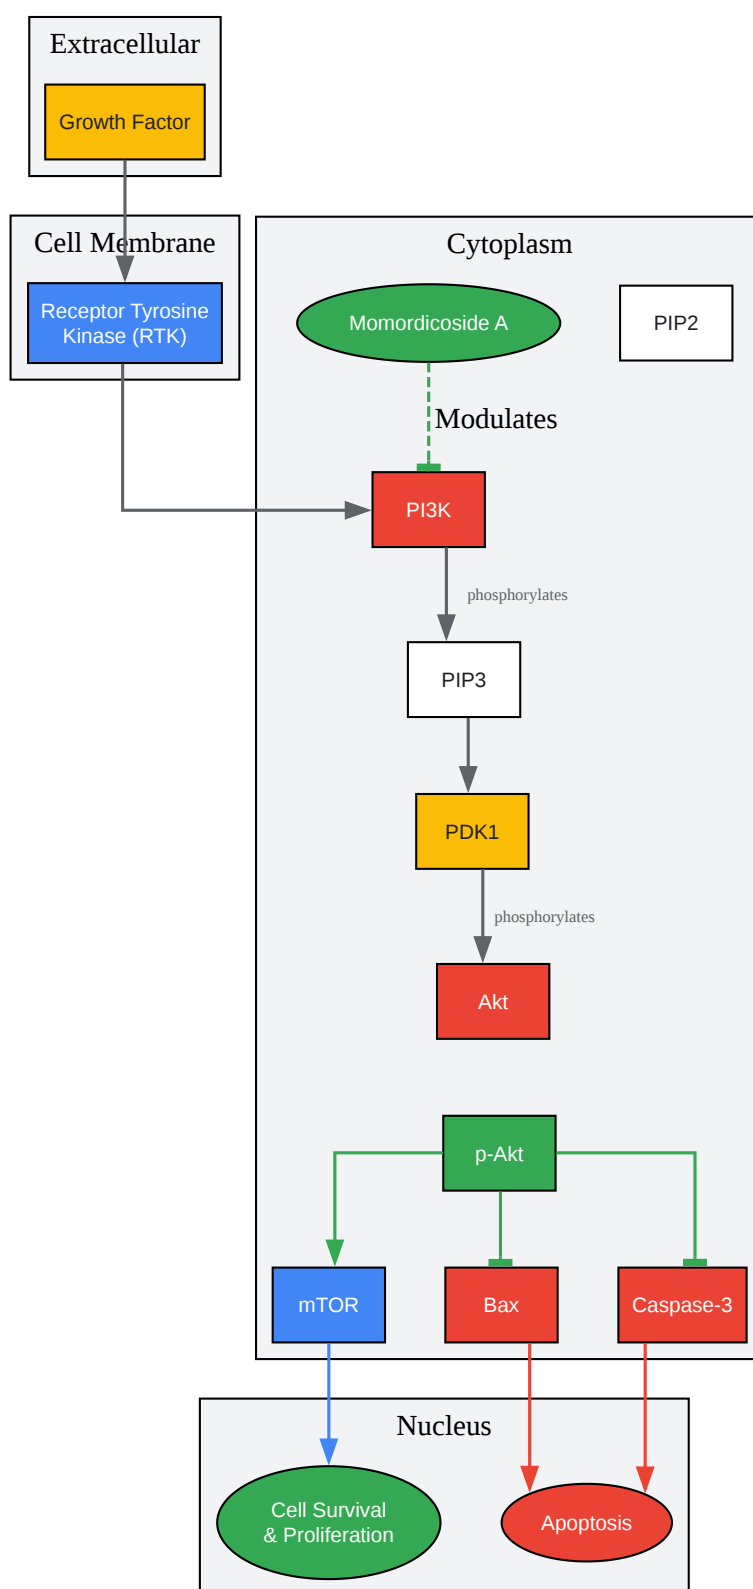 Extracellular
Growth Factor
Cell Membrane
Receptor Tyrosine
Kinase (RTK)
Cytoplasm
Momordicoside A
PIP2
Modulates
PI3K
phosphorylates
PIP3
PDK1
phosphorylates
Akt
p-Akt
mTOR
Bax
Caspase-3
Nucleus
Cell Survival
& Proliferation
Apoptosis